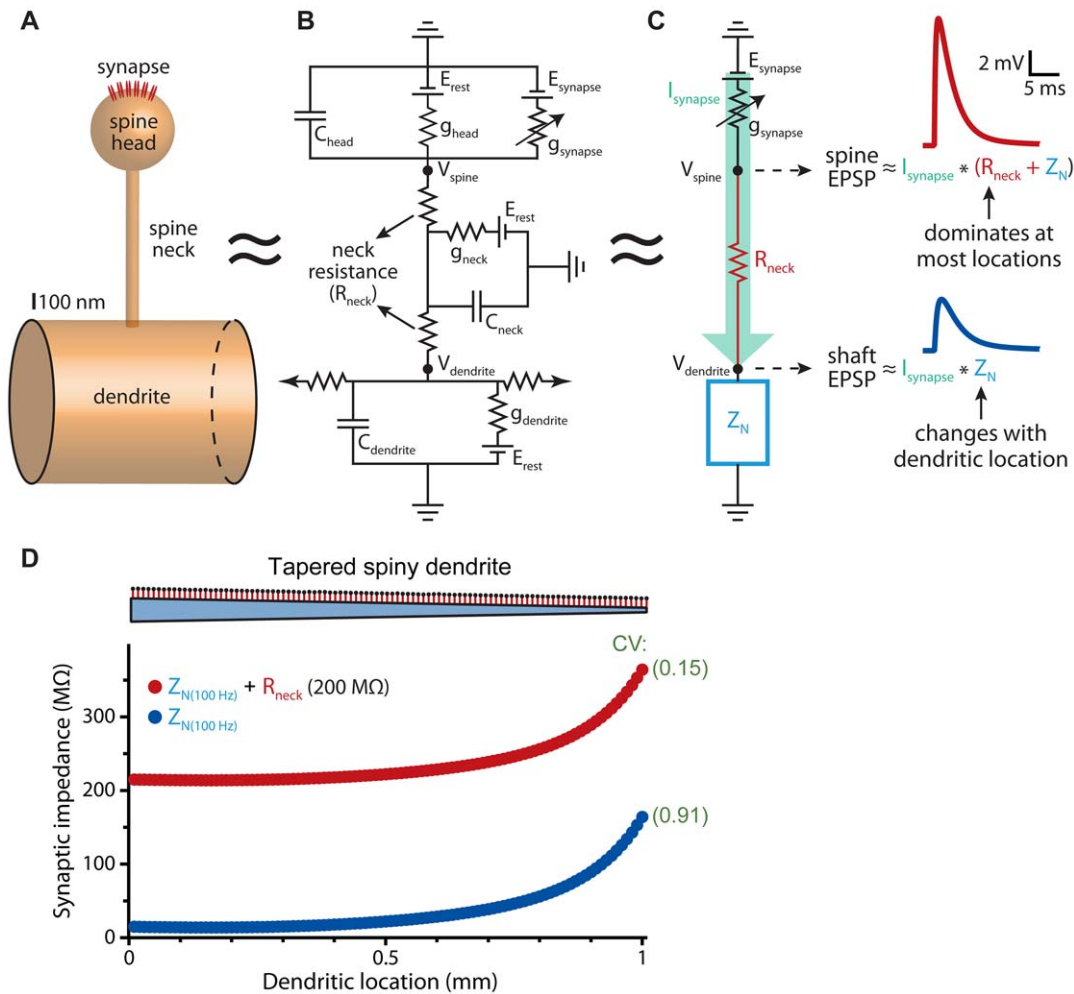 A
synapse
spine
head
spine
neck
100 nm
dendrite
B
E_rest
E_synapse
C_head
g_head
g_synapse
V_spine
neck
resistance
(R_neck)
E_rest
g_neck
C_neck
V_dendrite
g_dendrite
C_dendrite
E_rest
≈
≈
C
E_synapse
I_synapse
g_synapse
V_spine
R_neck
V_dendrite
Z_N
2 mV
5 ms
spine
EPSP ≈ I_synapse * (R_neck + Z_N)
dominates at
most locations
shaft
EPSP ≈ I_synapse * Z_N
changes with
dendritic location
D
Tapered spiny dendrite
CV:
(0.15)
(0.91)
Z_N(100 Hz) + R_neck (200 MΩ)
Z_N(100 Hz)
Synaptic impedance (MΩ)
300
200
100
0
0 0.5 1
Dendritic location (mm)